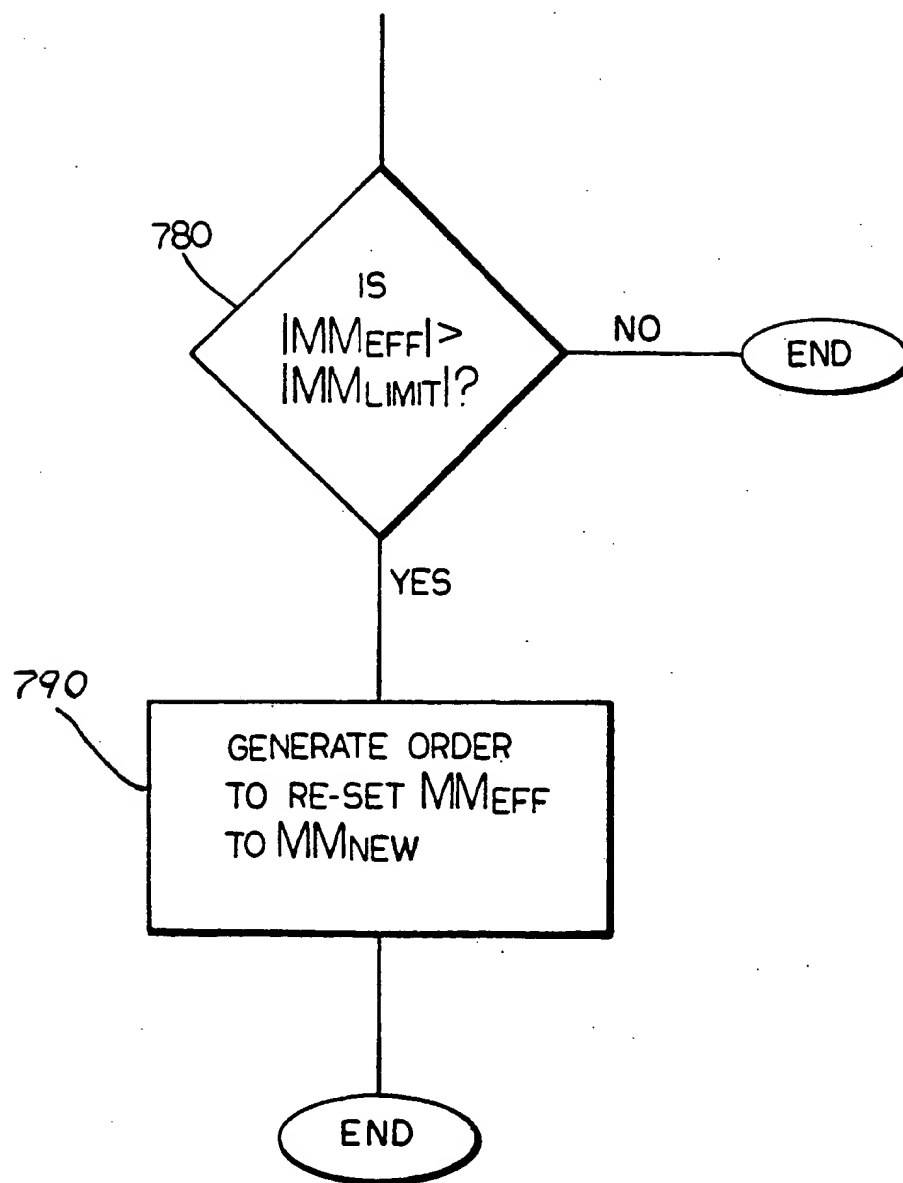 780
IS
|MMEFF| >
|MMLIMIT|?
NO
END
YES
790
GENERATE ORDER
TO RE-SET MMEFF
TO MMNEW
END